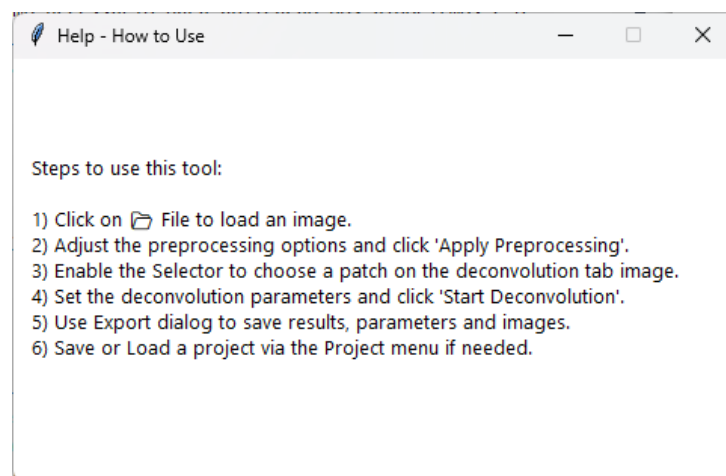 Help - How to Use
Steps to use this tool:
1) Click on 📂 File to load an image.
2) Adjust the preprocessing options and click 'Apply Preprocessing'.
3) Enable the Selector to choose a patch on the deconvolution tab image.
4) Set the deconvolution parameters and click 'Start Deconvolution'.
5) Use Export dialog to save results, parameters and images.
6) Save or Load a project via the Project menu if needed.